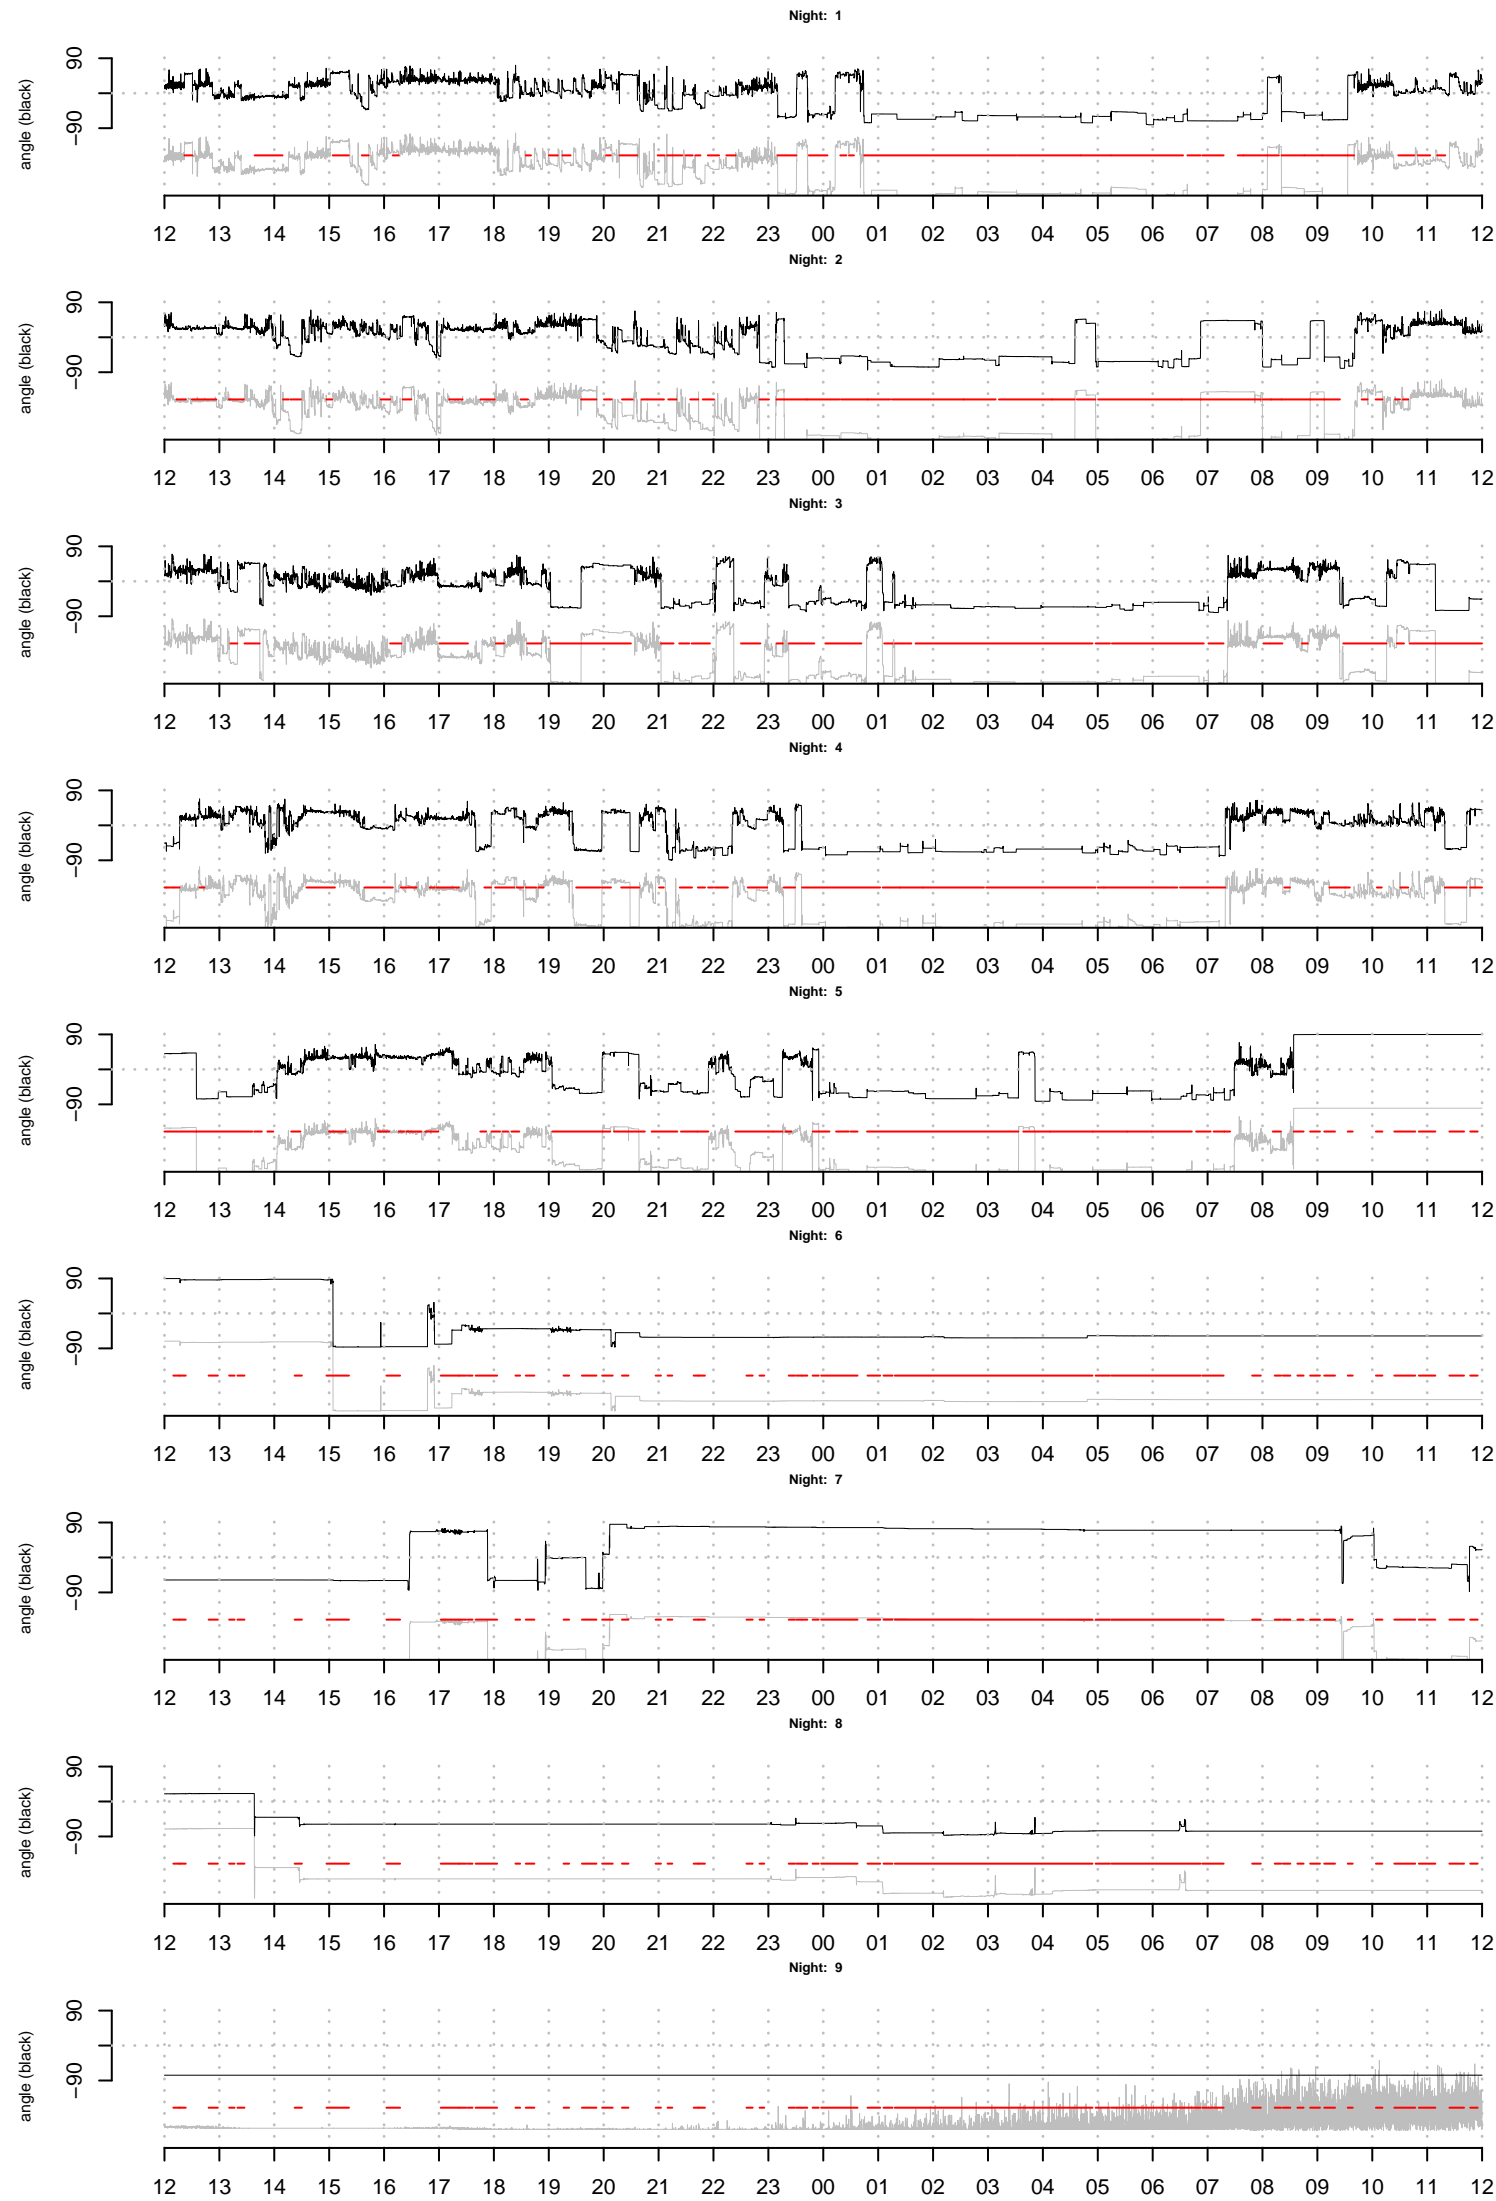 Night: 1
90
-90
angle (black)
12 13 14 15 16 17 18 19 20 21 22 23 00 01 02 03 04 05 06 07 08 09 10 11 12
Night: 2
90
-90
angle (black)
12 13 14 15 16 17 18 19 20 21 22 23 00 01 02 03 04 05 06 07 08 09 10 11 12
Night: 3
90
-90
angle (black)
12 13 14 15 16 17 18 19 20 21 22 23 00 01 02 03 04 05 06 07 08 09 10 11 12
Night: 4
90
-90
angle (black)
12 13 14 15 16 17 18 19 20 21 22 23 00 01 02 03 04 05 06 07 08 09 10 11 12
Night: 5
90
-90
angle (black)
12 13 14 15 16 17 18 19 20 21 22 23 00 01 02 03 04 05 06 07 08 09 10 11 12
Night: 6
90
-90
angle (black)
12 13 14 15 16 17 18 19 20 21 22 23 00 01 02 03 04 05 06 07 08 09 10 11 12
Night: 7
90
-90
angle (black)
12 13 14 15 16 17 18 19 20 21 22 23 00 01 02 03 04 05 06 07 08 09 10 11 12
Night: 8
90
-90
angle (black)
12 13 14 15 16 17 18 19 20 21 22 23 00 01 02 03 04 05 06 07 08 09 10 11 12
Night: 9
90
-90
angle (black)
12 13 14 15 16 17 18 19 20 21 22 23 00 01 02 03 04 05 06 07 08 09 10 11 12